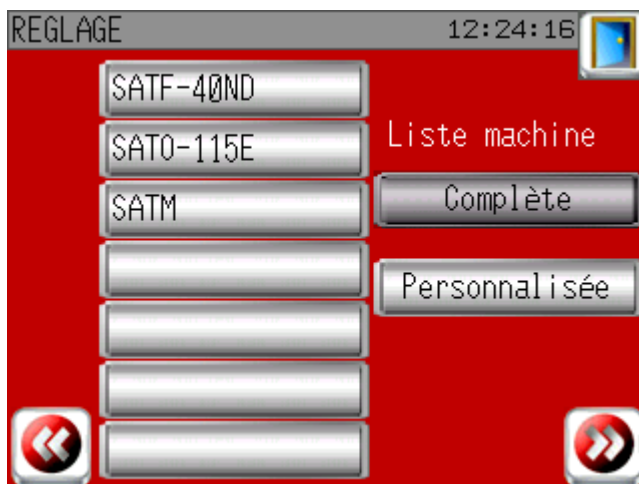 REGLAGE 12:24:16
SATF-40ND
SATO-115E
SATM
Liste machine
Complète
Personnalisée